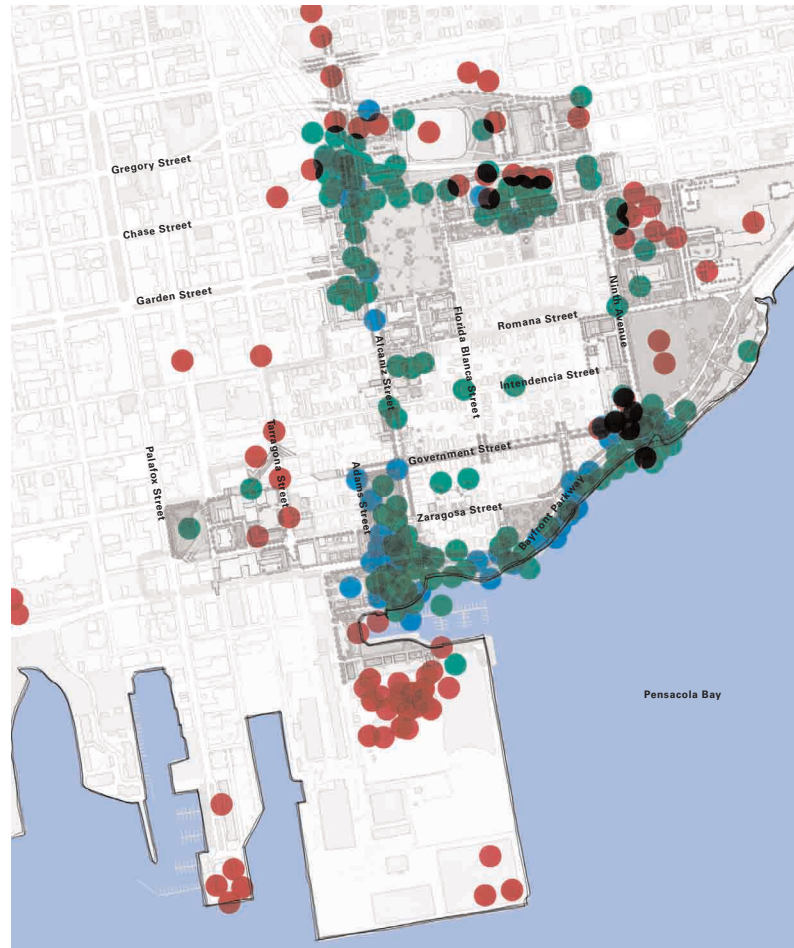 Gregory Street
Chase Street
Garden Street
Ninth Avenue
Romana Street
Florida Blanca Street
Alcaniz Street
Intendencia Street
Tarragona Street
Palafox Street
Government Street
Adams Street
Zaragosa Street
Bayfront Parkway
Pensacola Bay